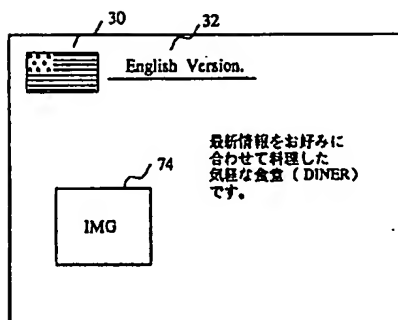 30
32
English Version.
最新情報をお好みに
合わせて料理した
気軽な食堂 ( DINER )
です。
74
IMG